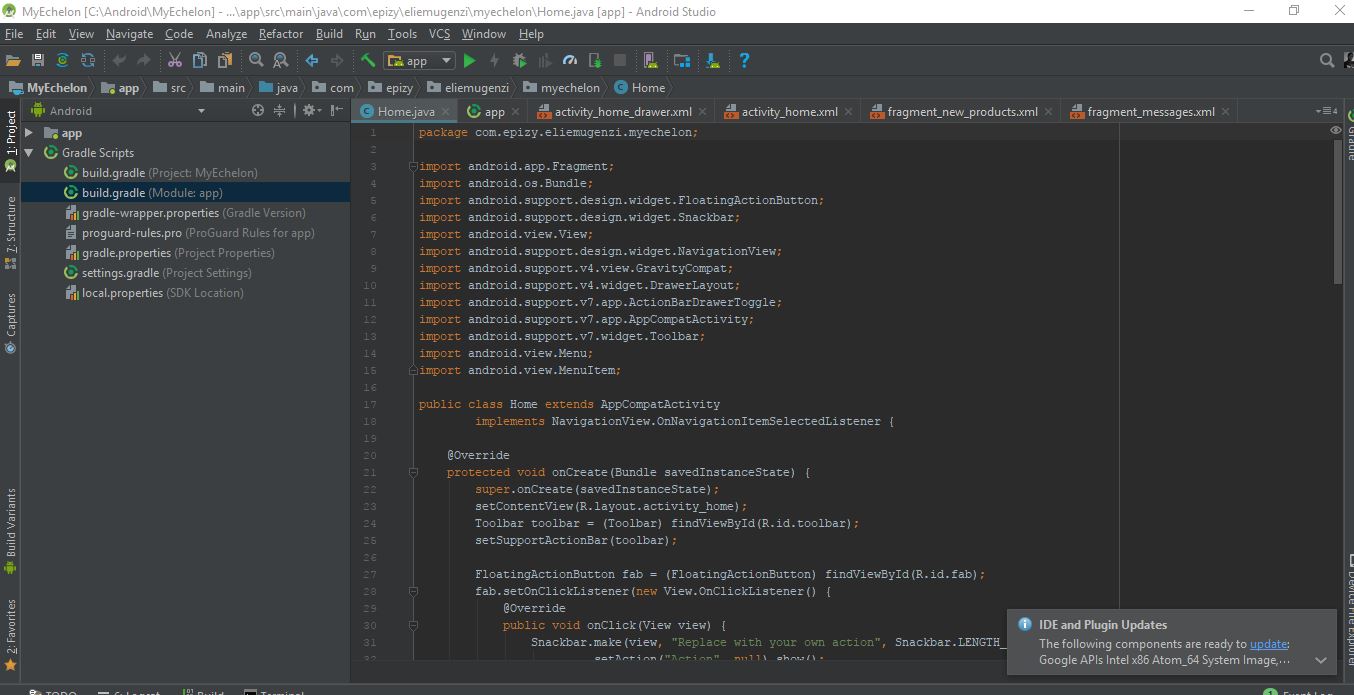 MyEchelon [C:\Android\MyEchelon] - ...\app\src\main\java\com\epizy\eliemugenzi\myechelon\Home.java [app] - Android Studio
File Edit View Navigate Code Analyze Refactor Build Run Tools VCS Window Help
app
MyEchelon app src main java com epizy eliemugenzi myechelon Home
Android
Home.java app activity_home_drawer.xml activity_home.xml fragment_new_products.xml fragment_messages.xml
1: Project
7: Structure
Captures
Build Variants
2: Favorites
app
Gradle Scripts
build.gradle (Project: MyEchelon)
build.gradle (Module: app)
gradle-wrapper.properties (Gradle Version)
proguard-rules.pro (ProGuard Rules for app)
gradle.properties (Project Properties)
settings.gradle (Project Settings)
local.properties (SDK Location)
1 package com.epizy.eliemugenzi.myechelon;
2
3 import android.app.Fragment;
4 import android.os.Bundle;
5 import android.support.design.widget.FloatingActionButton;
6 import android.support.design.widget.Snackbar;
7 import android.view.View;
8 import android.support.design.widget.NavigationView;
9 import android.support.v4.view.GravityCompat;
10 import android.support.v4.widget.DrawerLayout;
11 import android.support.v7.app.ActionBarDrawerToggle;
12 import android.support.v7.app.AppCompatActivity;
13 import android.support.v7.widget.Toolbar;
14 import android.view.Menu;
15 import android.view.MenuItem;
16
17 public class Home extends AppCompatActivity
18 implements NavigationView.OnNavigationItemSelectedListener {
19
20 @Override
21 protected void onCreate(Bundle savedInstanceState) {
22 super.onCreate(savedInstanceState);
23 setContentView(R.layout.activity_home);
24 Toolbar toolbar = (Toolbar) findViewById(R.id.toolbar);
25 setSupportActionBar(toolbar);
26
27 FloatingActionButton fab = (FloatingActionButton) findViewById(R.id.fab);
28 fab.setOnClickListener(new View.OnClickListener() {
29 @Override
30 public void onClick(View view) {
31 Snackbar.make(view, "Replace with your own action", Snackbar.LENGTH_
32 .setAction("Action", null).show();
IDE and Plugin Updates
The following components are ready to update:
Google APIs Intel x86 Atom_64 System Image,...
Gradle
Device File Explorer
TODO 6: Logcat Build Terminal 1 Event Log